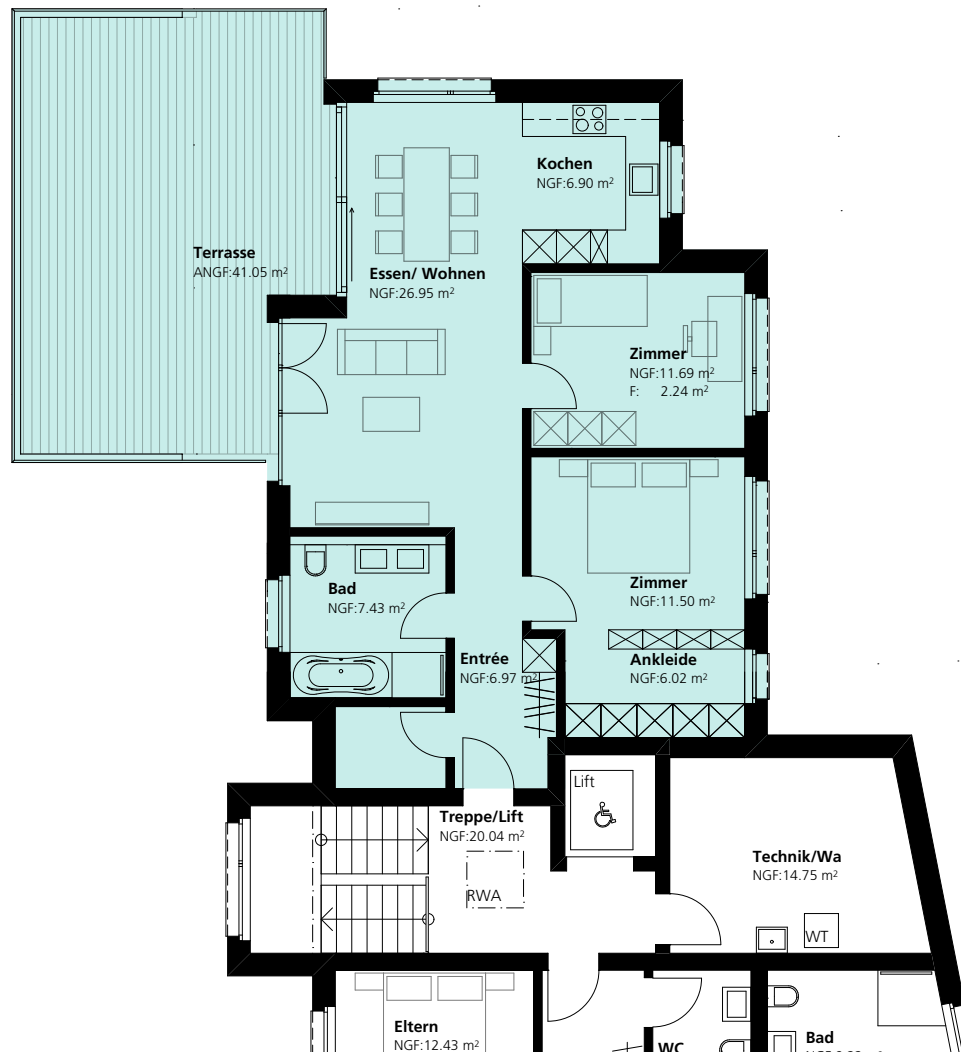 Kochen
NGF:6.90 m²
Terrasse
ANGF:41.05 m²
Essen/ Wohnen
NGF:26.95 m²
Zimmer
NGF:11.69 m²
F: 2.24 m²
Zimmer
NGF:11.50 m²
Bad
NGF:7.43 m²
Entrée
NGF:6.97 m²
Ankleide
NGF:6.02 m²
Lift
Treppe/Lift
NGF:20.04 m²
RWA
Technik/Wa
NGF:14.75 m²
WT
Eltern
NGF:12.43 m²
WC
Bad